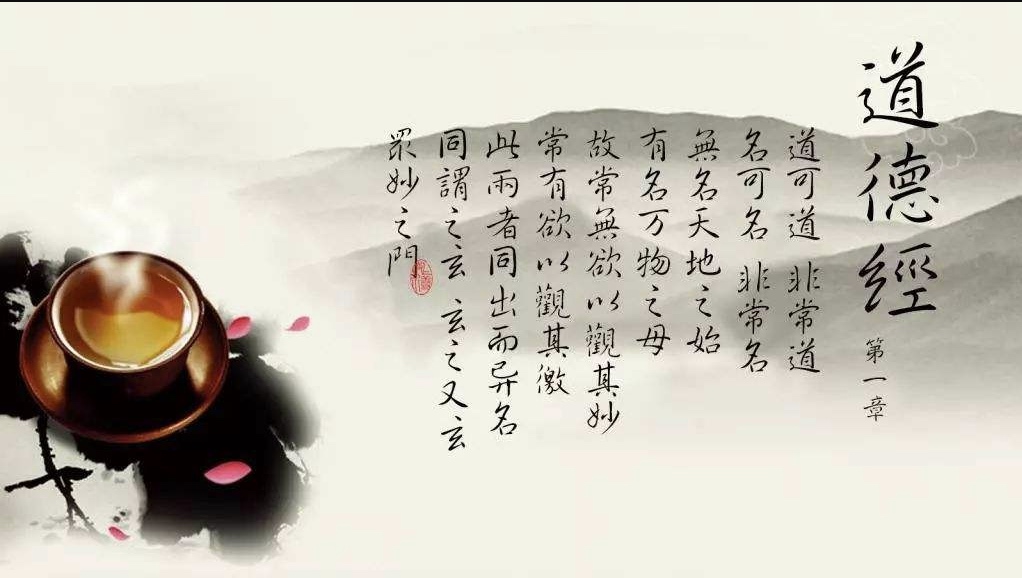 道德經
第一章
道可道 非常道
名可名 非常名
無名天地之始
有名万物之母
故常無欲以觀其妙
常有欲以觀其徼
此兩者同出而异名
同謂之玄 玄之又玄
眾妙之門